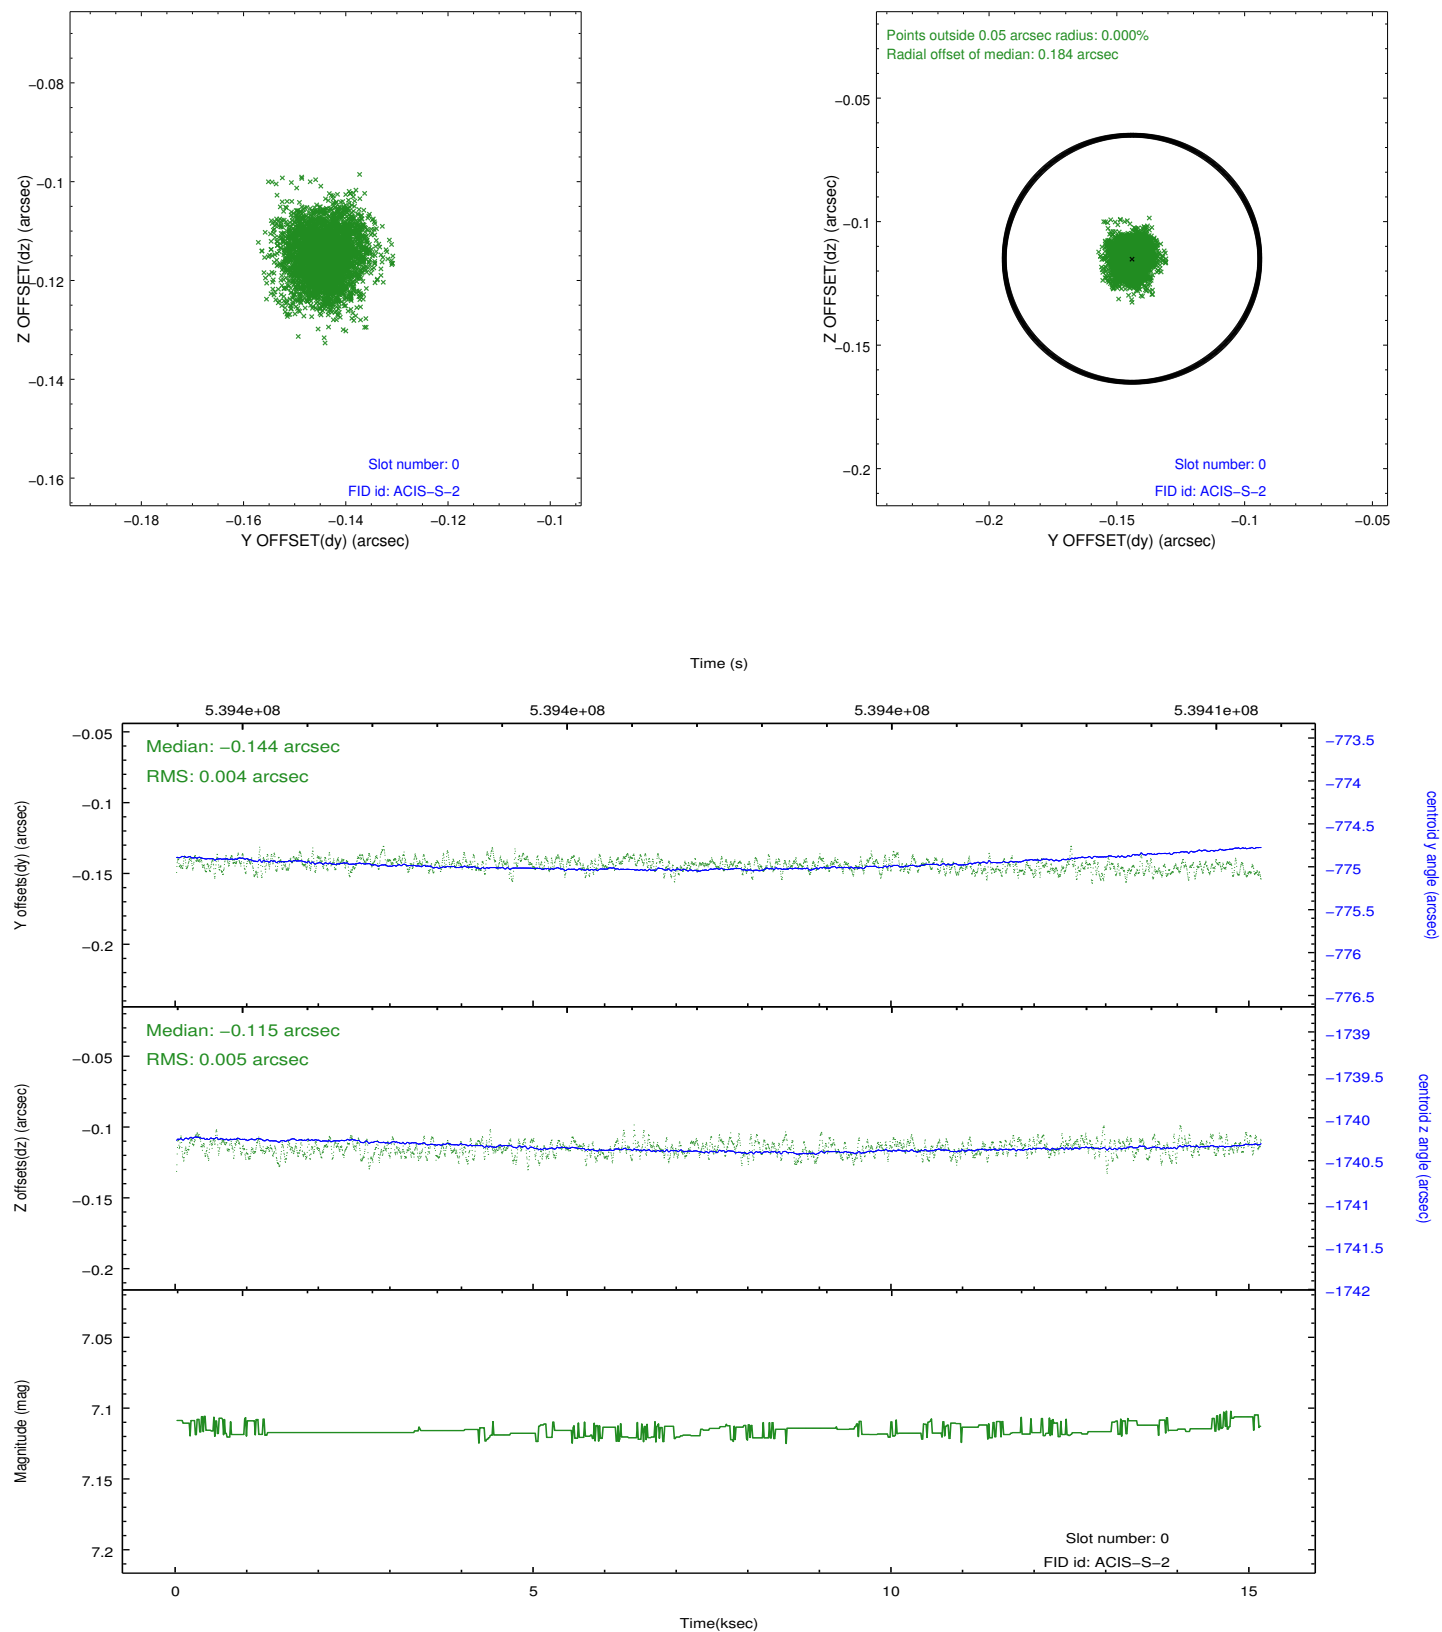 −0.08
−0.1
−0.12
−0.14
−0.16
Z OFFSET(dz) (arcsec)
Slot number: 0
FID id: ACIS−S−2
−0.18
−0.16
−0.14
−0.12
−0.1
Y OFFSET(dy) (arcsec)
Points outside 0.05 arcsec radius: 0.000%
Radial offset of median: 0.184 arcsec
−0.05
−0.1
−0.15
−0.2
Z OFFSET(dz) (arcsec)
Slot number: 0
FID id: ACIS−S−2
−0.2
−0.15
−0.1
−0.05
Y OFFSET(dy) (arcsec)
Time (s)
5.394e+08
5.394e+08
5.394e+08
5.3941e+08
Median: −0.144 arcsec
RMS: 0.004 arcsec
−0.05
−0.1
−0.15
−0.2
Y offsets(dy) (arcsec)
−773.5
−774
−774.5
−775
−775.5
−776
−776.5
centroid y angle (arcsec)
Median: −0.115 arcsec
RMS: 0.005 arcsec
−0.05
−0.1
−0.15
−0.2
Z offsets(dz) (arcsec)
−1739
−1739.5
−1740
−1740.5
−1741
−1741.5
−1742
centroid z angle (arcsec)
7.05
7.1
7.15
7.2
Magnitude (mag)
Slot number: 0
FID id: ACIS−S−2
0
5
10
15
Time(ksec)